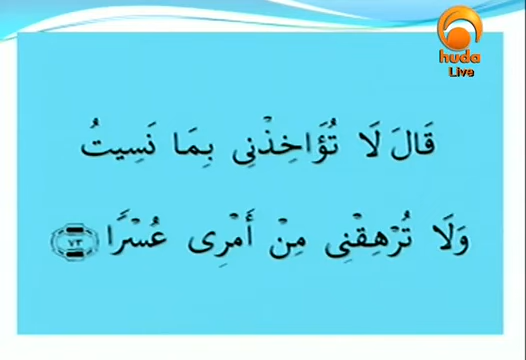 huda
Live
قَالَ لَا تُؤَاخِذْنِى بِمَا نَسِيتُ
وَلَا تُرْهِقْنِى مِنْ أَمْرِى عُسْرًا ٧٣